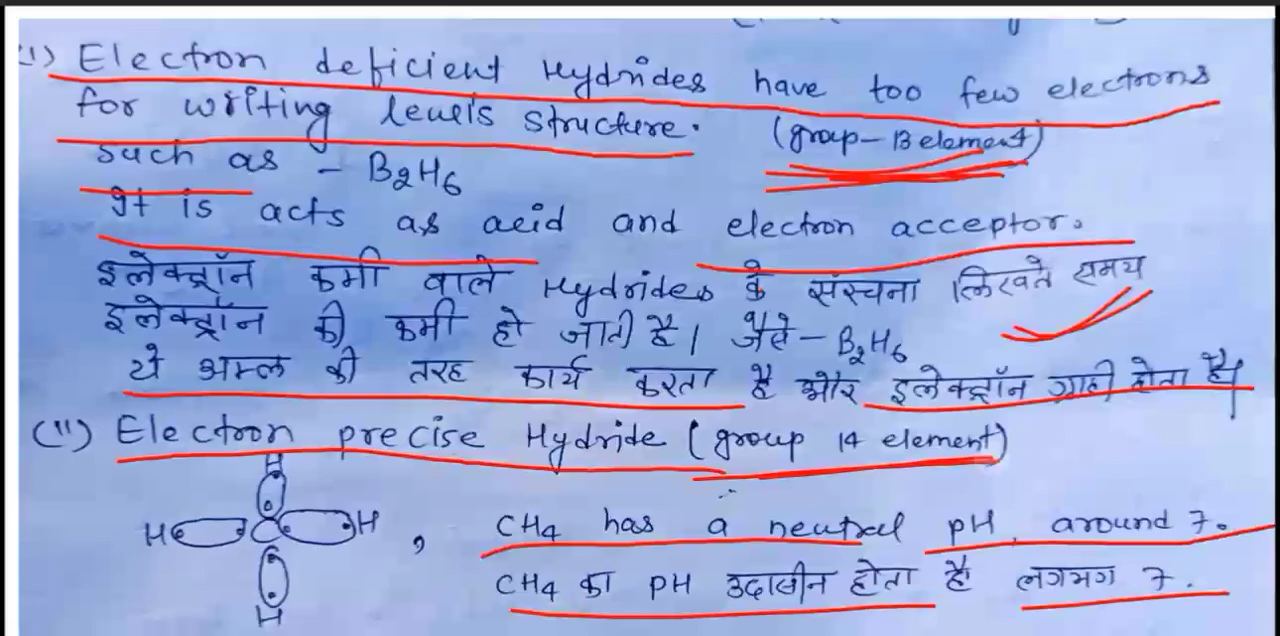 (i) Electron deficient Hydrides have too few electrons
for writing lewis structure. (group-13 element)
such as - B₂H₆
It is acts as acid and electron acceptor.
इलेक्ट्रॉन कमी वाले Hydrides के संरचना लिखते समय
इलेक्ट्रॉन की कमी हो जाती है। जैसे - B₂H₆
ये अम्ल की तरह कार्य करता है और इलेक्ट्रॉन ग्राही होता है।
(ii) Electron precise Hydride (group 14 element)
H
H C H , CH₄ has a neutral pH around 7.
CH₄ का PH उदासीन होता है लगभग 7.
H